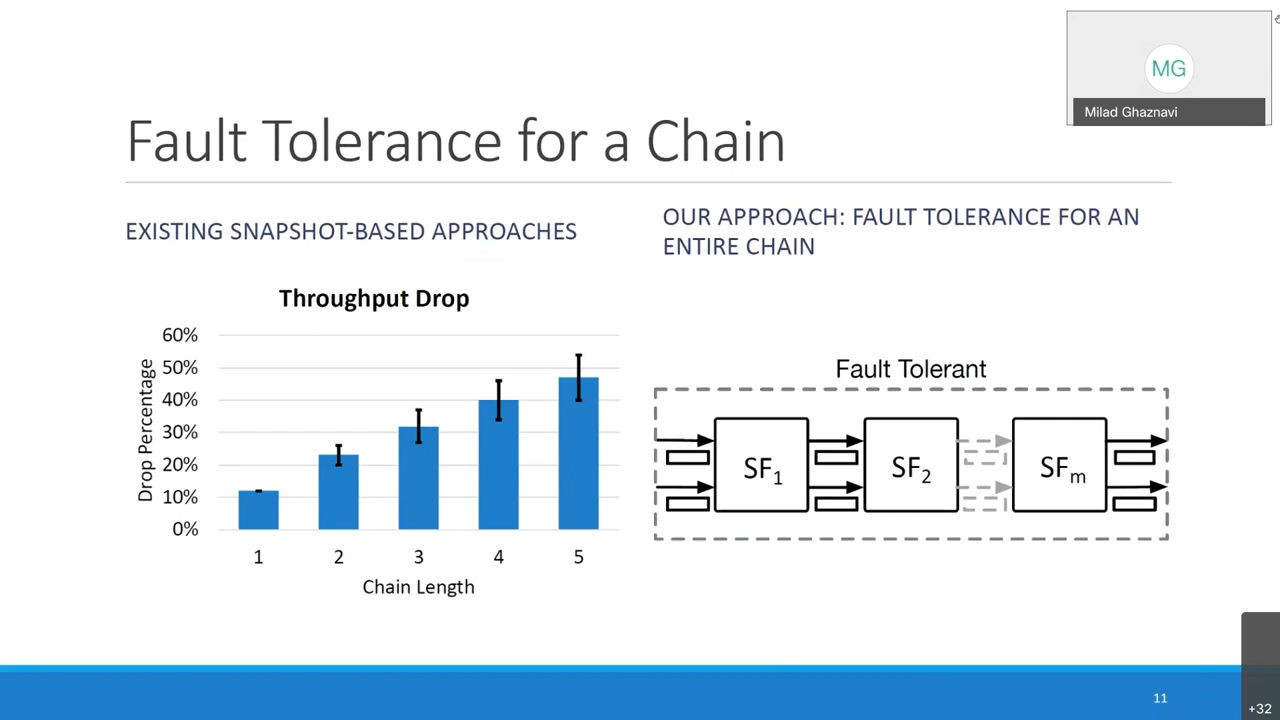 MG
Milad Ghaznavi
Fault Tolerance for a Chain
EXISTING SNAPSHOT-BASED APPROACHES
Throughput Drop
60%
50%
40%
30%
20%
10%
0%
Drop Percentage
1 2 3 4 5
Chain Length
OUR APPROACH: FAULT TOLERANCE FOR AN
ENTIRE CHAIN
Fault Tolerant
SF1 SF2 SFm
11
+32